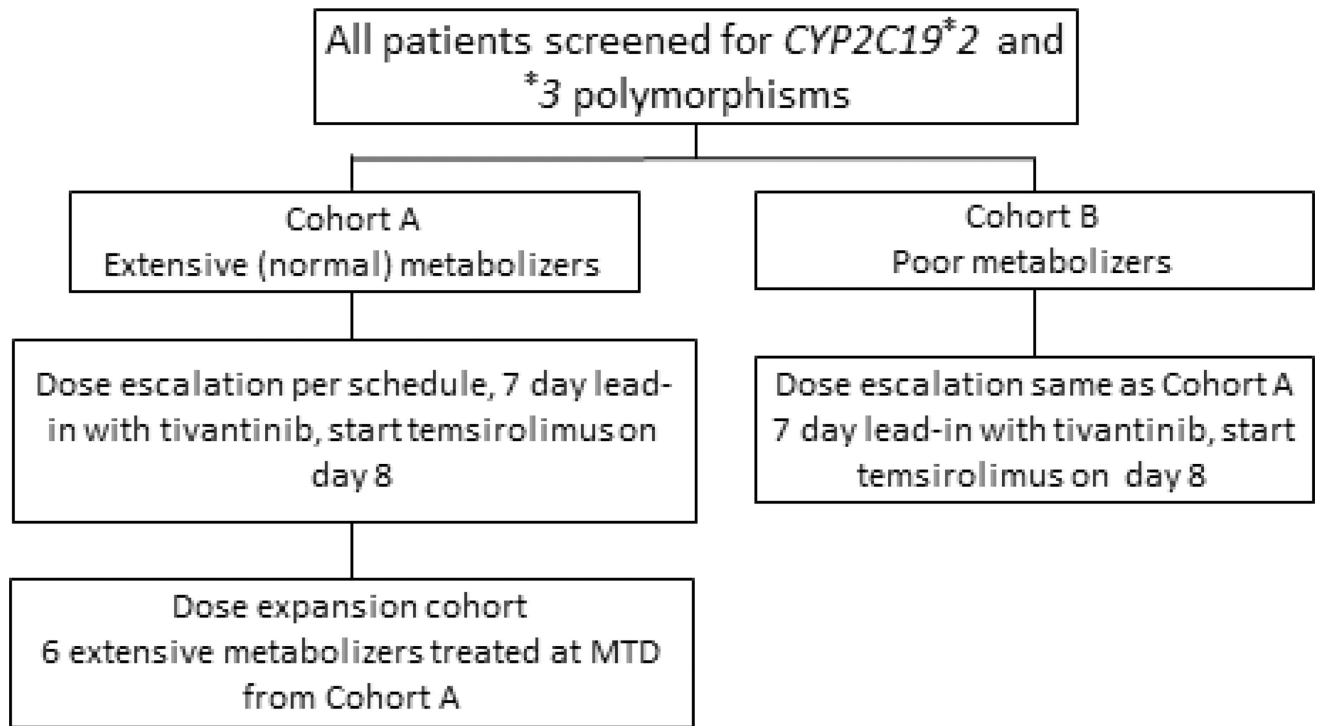 All patients screened for CYP2C19*2 and
*3 polymorphisms
Cohort A
Extensive (normal) metabolizers
Cohort B
Poor metabolizers
Dose escalation per schedule, 7 day lead-
in with tivantinib, start temsirolimus on
day 8
Dose escalation same as Cohort A
7 day lead-in with tivantinib, start
temsirolimus on day 8
Dose expansion cohort
6 extensive metabolizers treated at MTD
from Cohort A